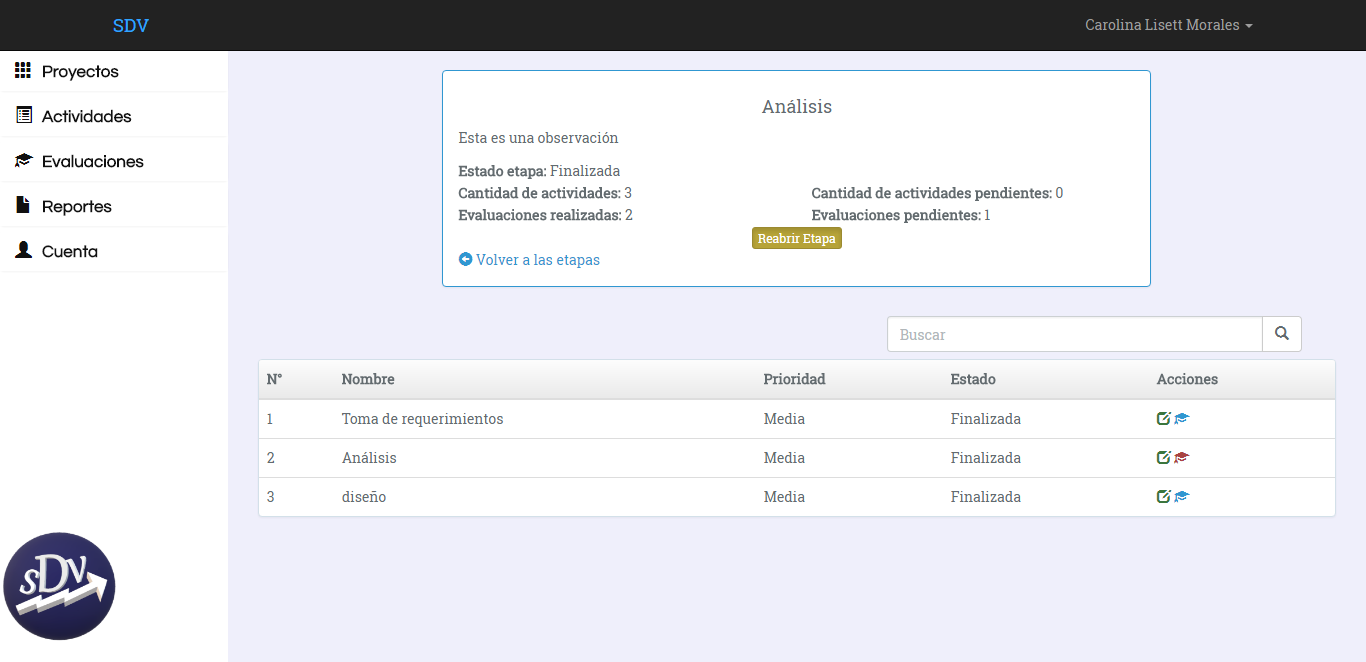 SDV Carolina Lisett Morales
Proyectos
Actividades
Evaluaciones
Reportes
Cuenta
Análisis
Esta es una observación
Estado etapa: Finalizada
Cantidad de actividades: 3 Cantidad de actividades pendientes: 0
Evaluaciones realizadas: 2 Evaluaciones pendientes: 1
Reabrir Etapa
Volver a las etapas
Buscar
N° Nombre Prioridad Estado Acciones
1 Toma de requerimientos Media Finalizada
2 Análisis Media Finalizada
3 diseño Media Finalizada
sDV